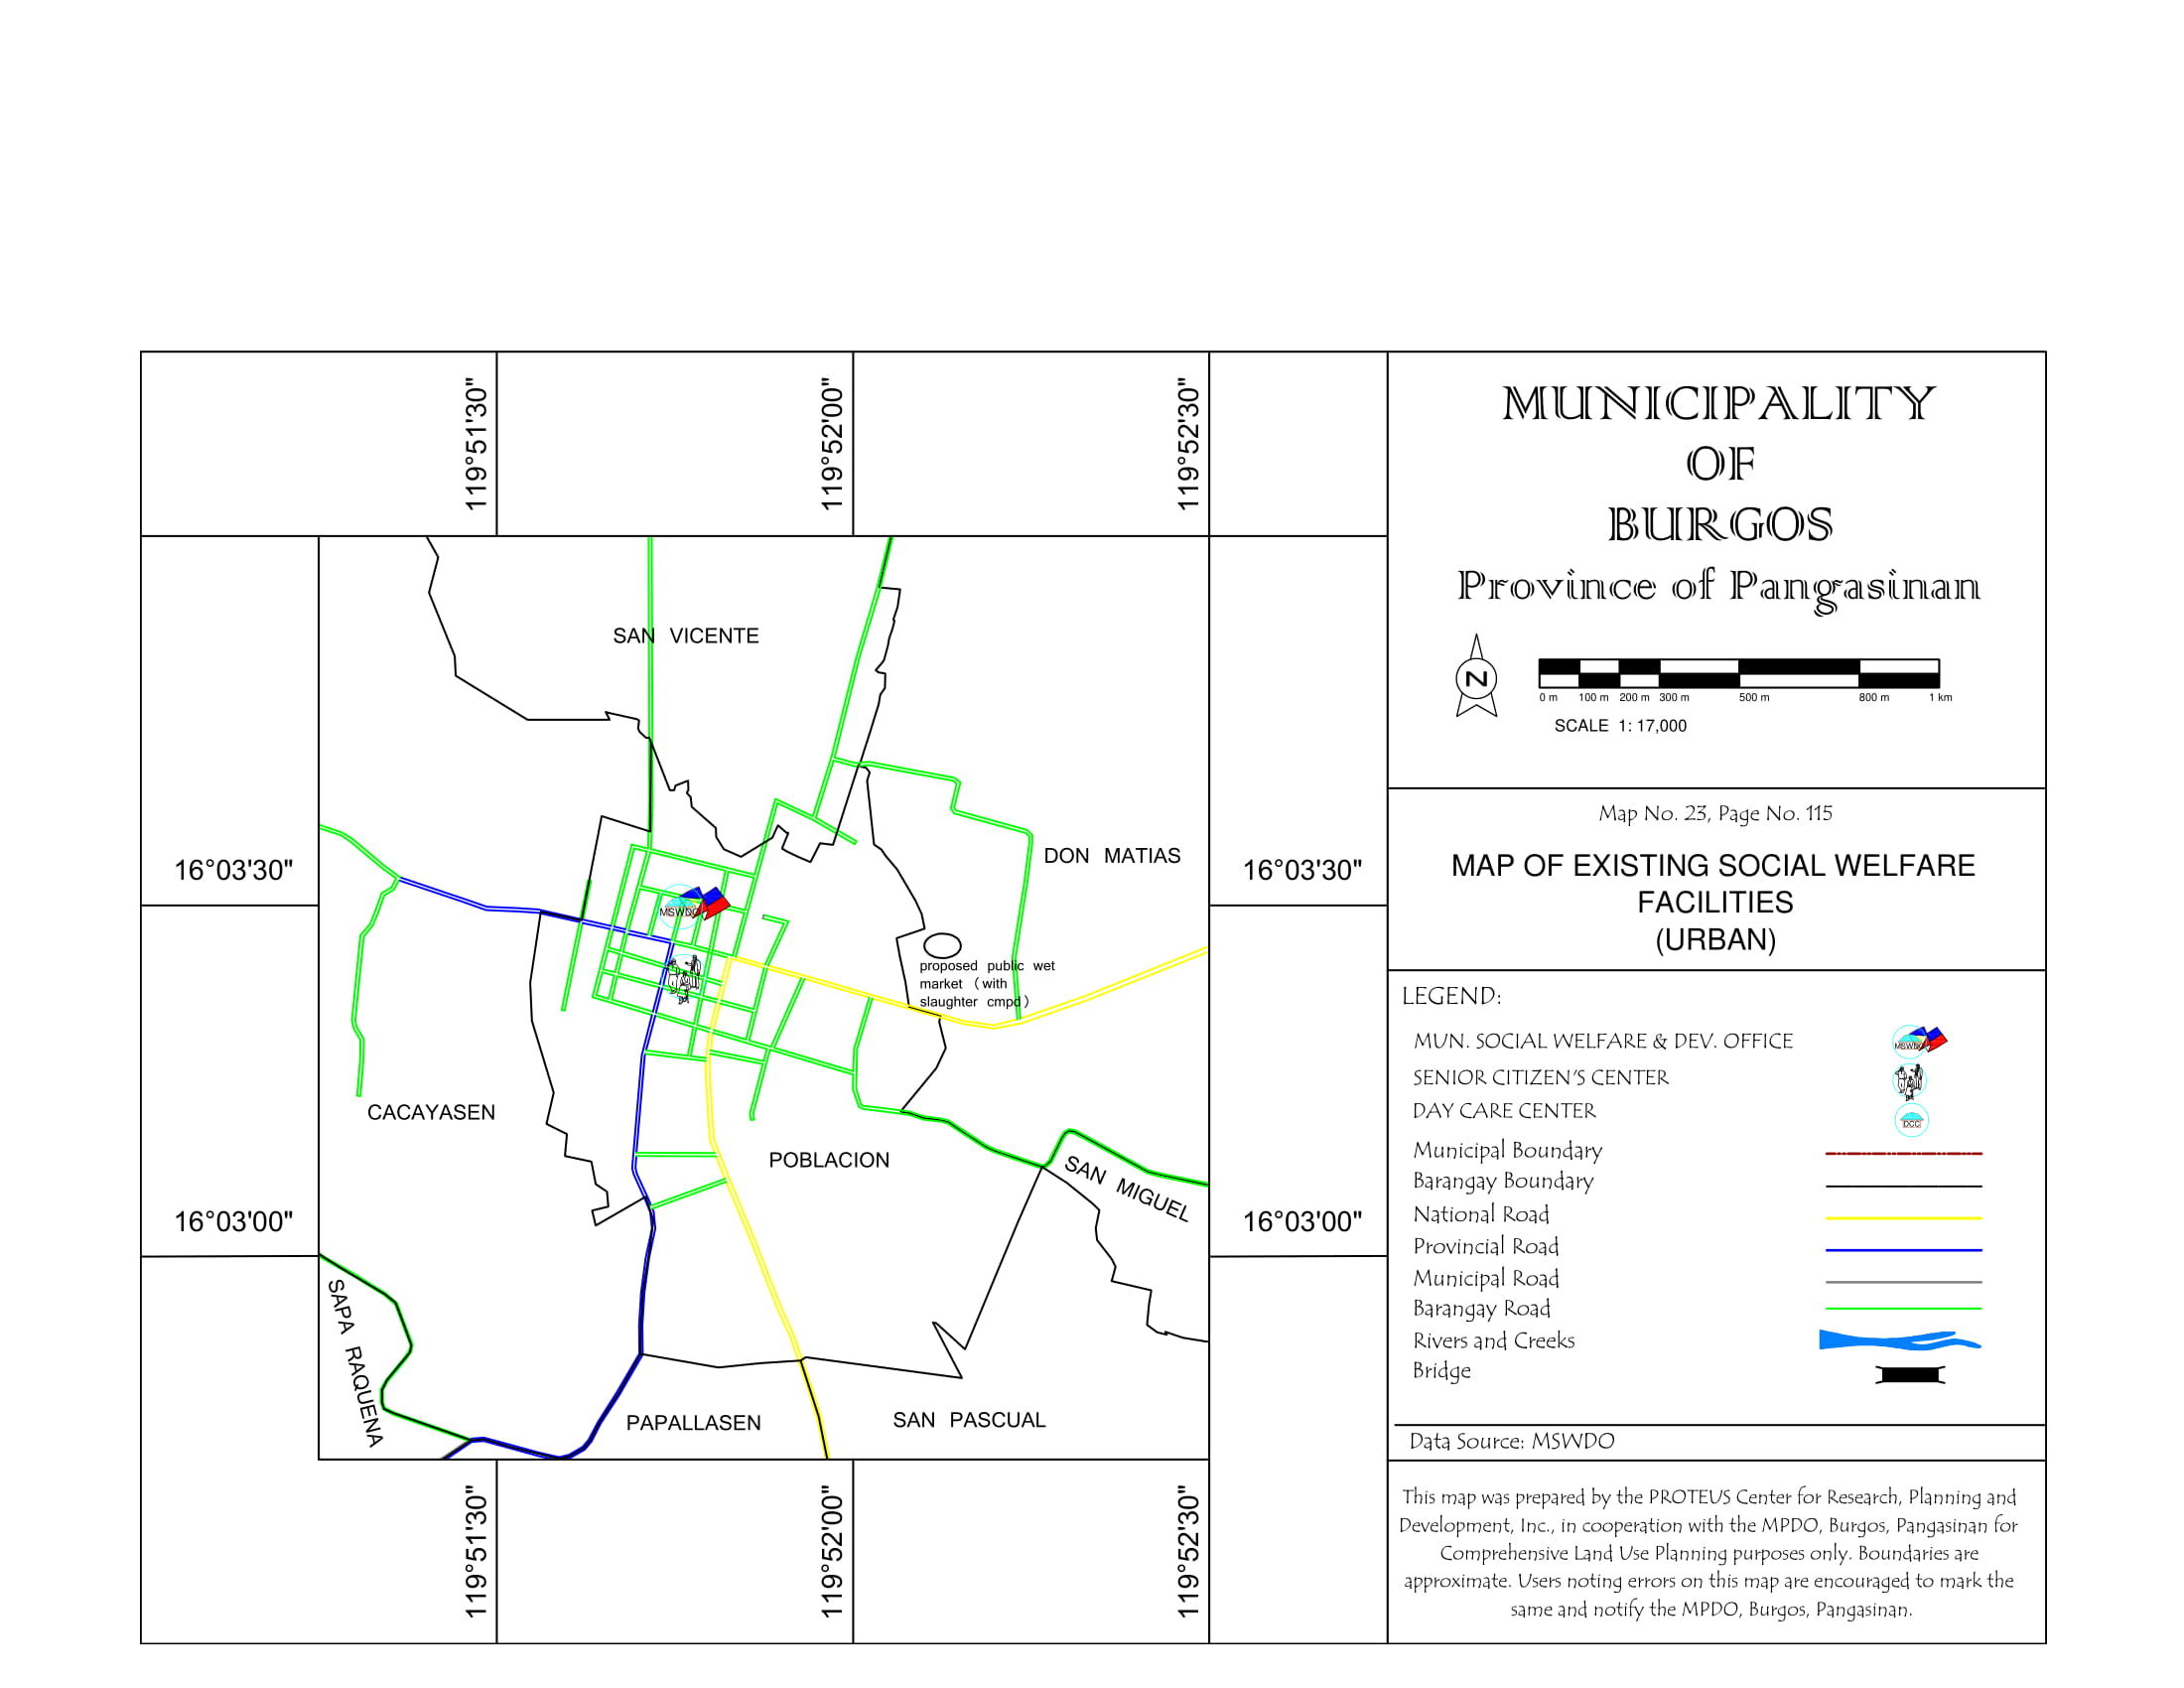 119°51'30"
119°52'00"
119°52'30"
16°03'30"
16°03'00"
16°03'30"
16°03'00"
119°51'30"
119°52'00"
119°52'30"
SAN VICENTE
DON MATIAS
MSWDO
proposed public wet
market (with
slaughter cmpd)
CACAYASEN
POBLACION
SAN MIGUEL
SAPA RAQUENA
PAPALLASEN
SAN PASCUAL
MUNICIPALITY
OF
BURGOS
Province of Pangasinan
N
0 m 100 m 200 m 300 m 500 m 800 m 1 km
SCALE 1: 17,000
Map No. 23, Page No. 115
MAP OF EXISTING SOCIAL WELFARE
FACILITIES
(URBAN)
LEGEND:
MUN. SOCIAL WELFARE & DEV. OFFICE MSWDO
SENIOR CITIZEN'S CENTER
DAY CARE CENTER DCC
Municipal Boundary
Barangay Boundary
National Road
Provincial Road
Municipal Road
Barangay Road
Rivers and Creeks
Bridge
Data Source: MSWDO
This map was prepared by the PROTEUS Center for Research, Planning and
Development, Inc., in cooperation with the MPDO, Burgos, Pangasinan for
Comprehensive Land Use Planning purposes only. Boundaries are
approximate. Users noting errors on this map are encouraged to mark the
same and notify the MPDO, Burgos, Pangasinan.